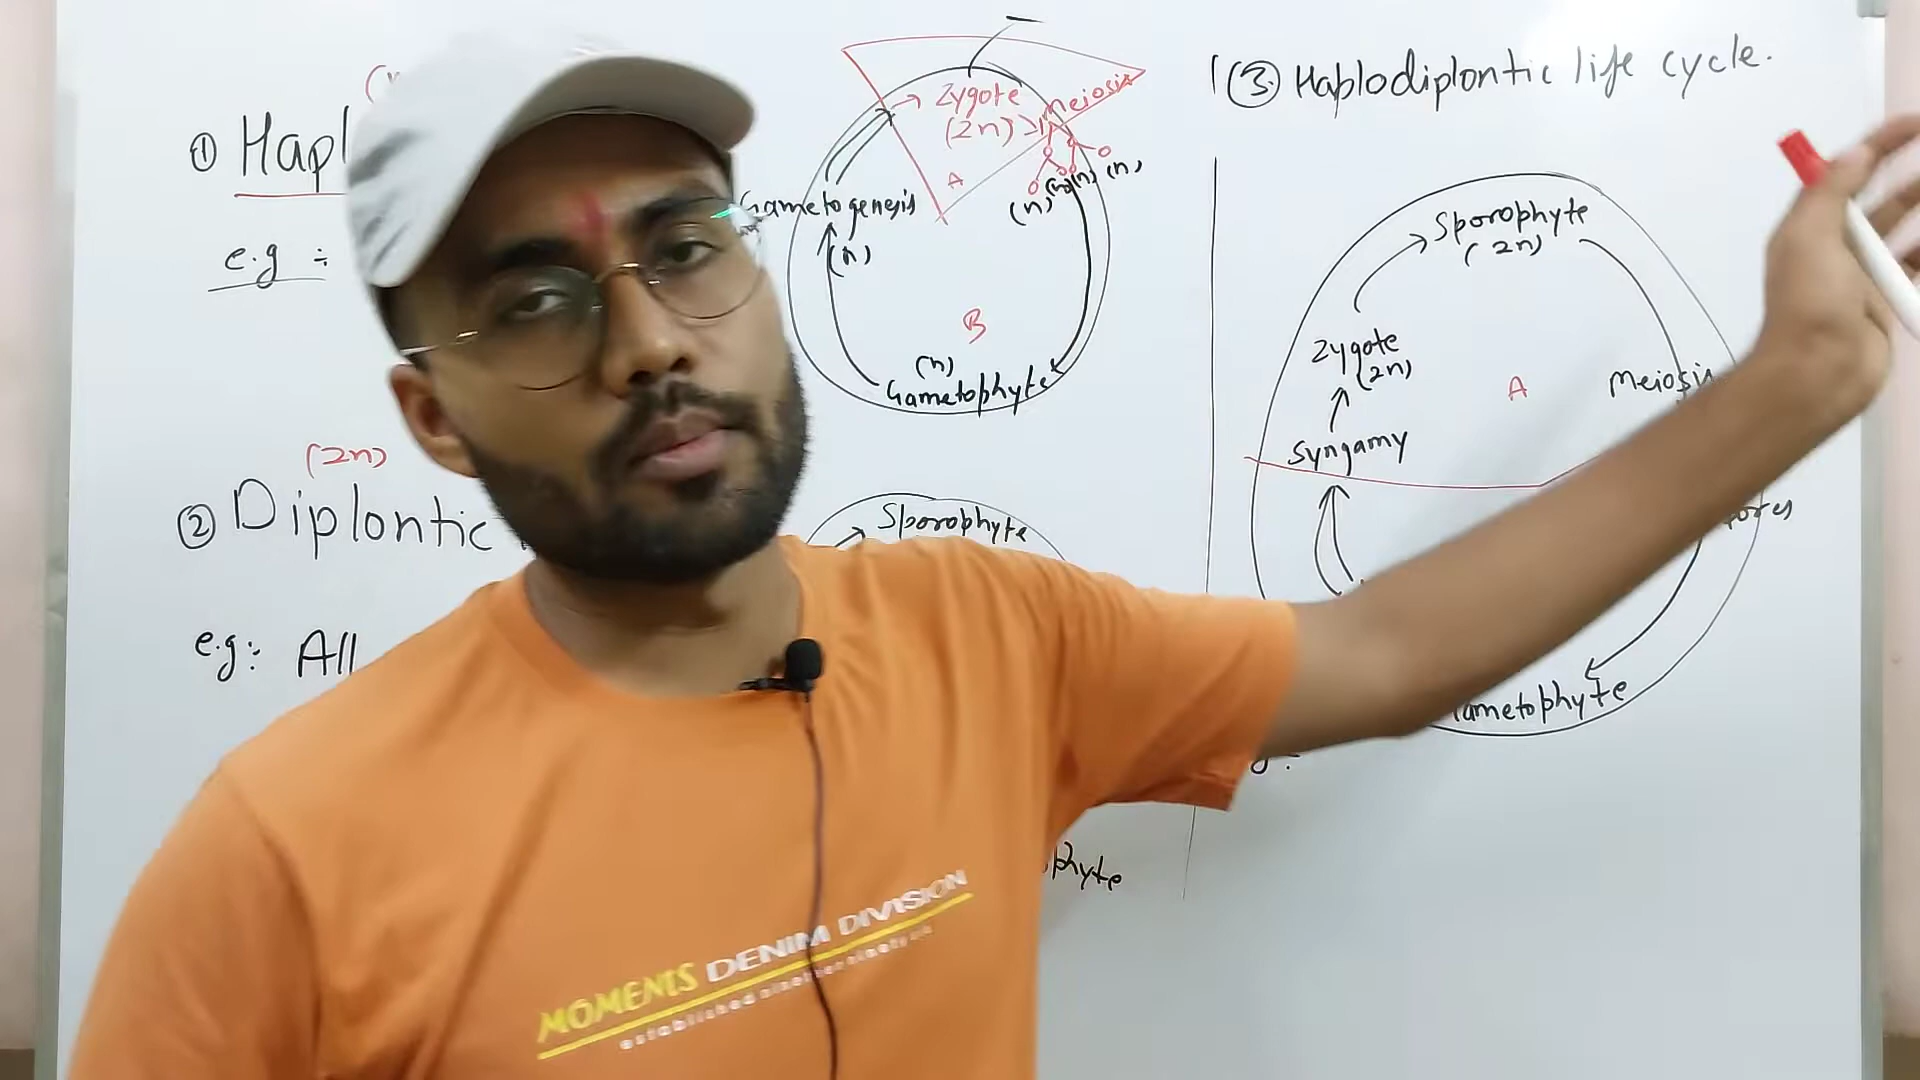 ① Hapl
e.g :
(2n)
② Diplontic
e.g: All
Zygote
(2n)
Meiosis
A
(n) (n) (n) (n)
Gametogenesis
(n)
B
(n)
Gametophyte
Sporophyte
phyte
③ Haplodiplontic life cycle.
Sporophyte
(2n)
Zygote
(2n)
A
Meiosis
Syngamy
ores
ametophyte
MOMENTS DENIM DIVISION